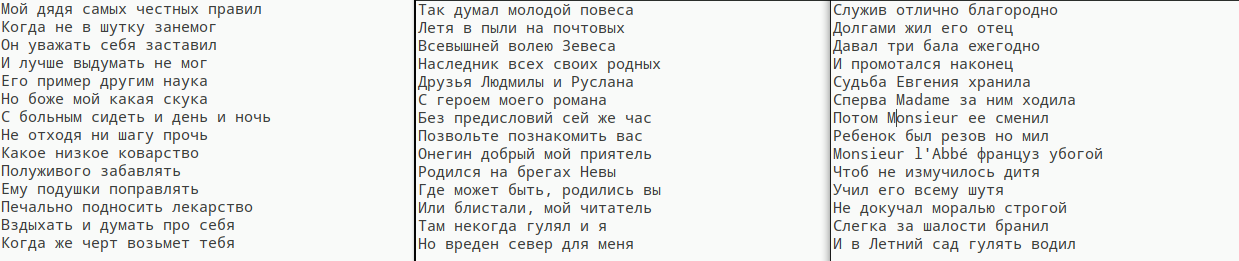 Мой дядя самых честных правил
Когда не в шутку занемог
Он уважать себя заставил
И лучше выдумать не мог
Его пример другим наука
Но боже мой какая скука
С больным сидеть и день и ночь
Не отходя ни шагу прочь
Какое низкое коварство
Полуживого забавлять
Ему подушки поправлять
Печально подносить лекарство
Вздыхать и думать про себя
Когда же черт возьмет тебя
Так думал молодой повеса
Летя в пыли на почтовых
Всевышней волею Зевеса
Наследник всех своих родных
Друзья Людмилы и Руслана
С героем моего романа
Без предисловий сей же час
Позвольте познакомить вас
Онегин добрый мой приятель
Родился на брегах Невы
Где может быть, родились вы
Или блистали, мой читатель
Там некогда гулял и я
Но вреден север для меня
Служив отлично благородно
Долгами жил его отец
Давал три бала ежегодно
И промотался наконец
Судьба Евгения хранила
Сперва Madame за ним ходила
Потом Monsieur ее сменил
Ребенок был резов но мил
Monsieur l'Abbé француз убогой
Чтоб не измучилось дитя
Учил его всему шутя
Не докучал моралью строгой
Слегка за шалости бранил
И в Летний сад гулять водил